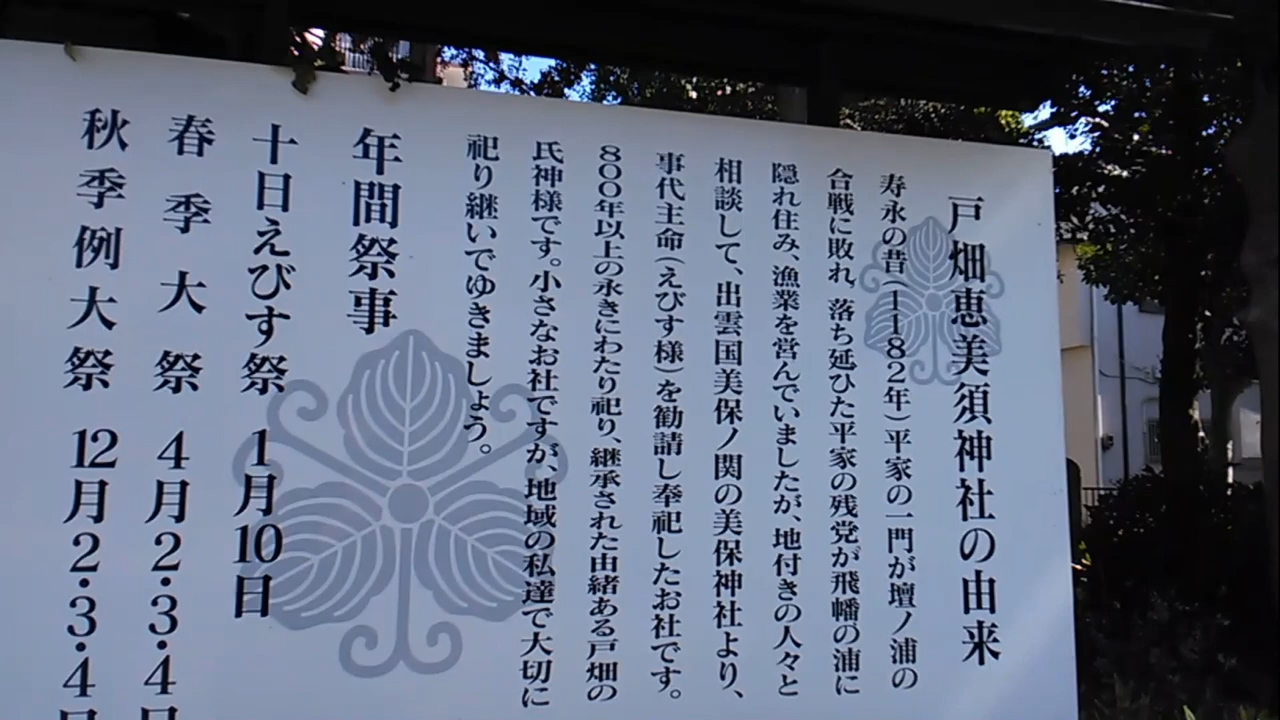 戸畑恵美須神社の由来
寿永の昔(1182年)平家の一門が壇ノ浦の
合戦に敗れ、落ち延ひた平家の残党が飛幡の浦に
隠れ住み、漁業を営んでいましたが、地付きの人々と
相談して、出雲国美保ノ関の美保神社より、
事代主命(えびす様)を勧請し奉祀したお社です。
800年以上の永きにわたり祀り、継承された由緒ある戸畑の
氏神様です。小さなお社ですが、地域の私達で大切に
祀り継いでゆきましょう。
年間祭事
十日えびす祭 1月10日
春季大祭 4月2・3・4日
秋季例大祭 12月2・3・4日